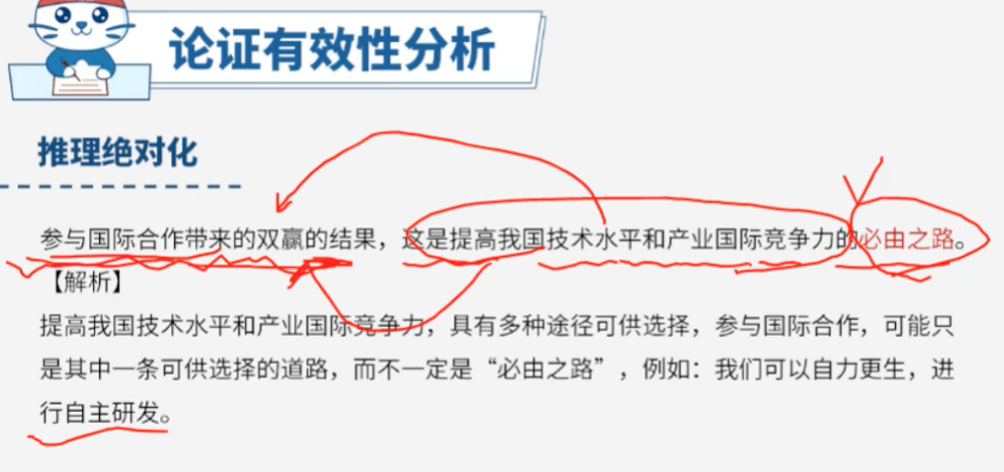 论证有效性分析
推理绝对化
参与国际合作带来的双赢的结果，这是提高我国技术水平和产业国际竞争力的必由之路。
【解析】
提高我国技术水平和产业国际竞争力，具有多种途径可供选择，参与国际合作，可能只
是其中一条可供选择的道路，而不一定是“必由之路”，例如：我们可以自力更生，进
行自主研发。